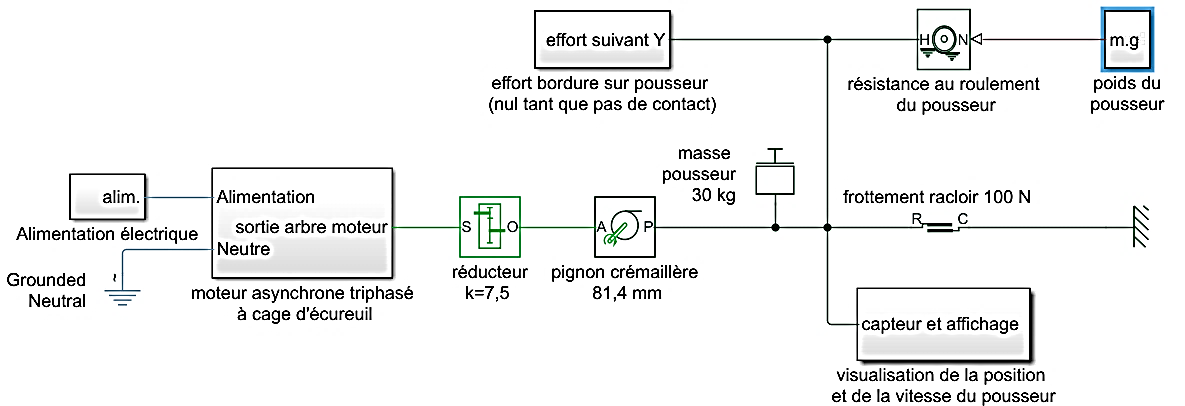 effort suivant Y
H
N
m.g
effort bordure sur pousseur
(nul tant que pas de contact)
résistance au roulement
du pousseur
poids du
pousseur
masse
pousseur
30 kg
alim.
Alimentation
sortie arbre moteur
Neutre
S
O
A
P
frottement racloir 100 N
R
C
Alimentation électrique
Grounded
Neutral
moteur asynchrone triphasé
à cage d'écureuil
réducteur
k=7,5
pignon crémaillère
81,4 mm
capteur et affichage
visualisation de la position
et de la vitesse du pousseur